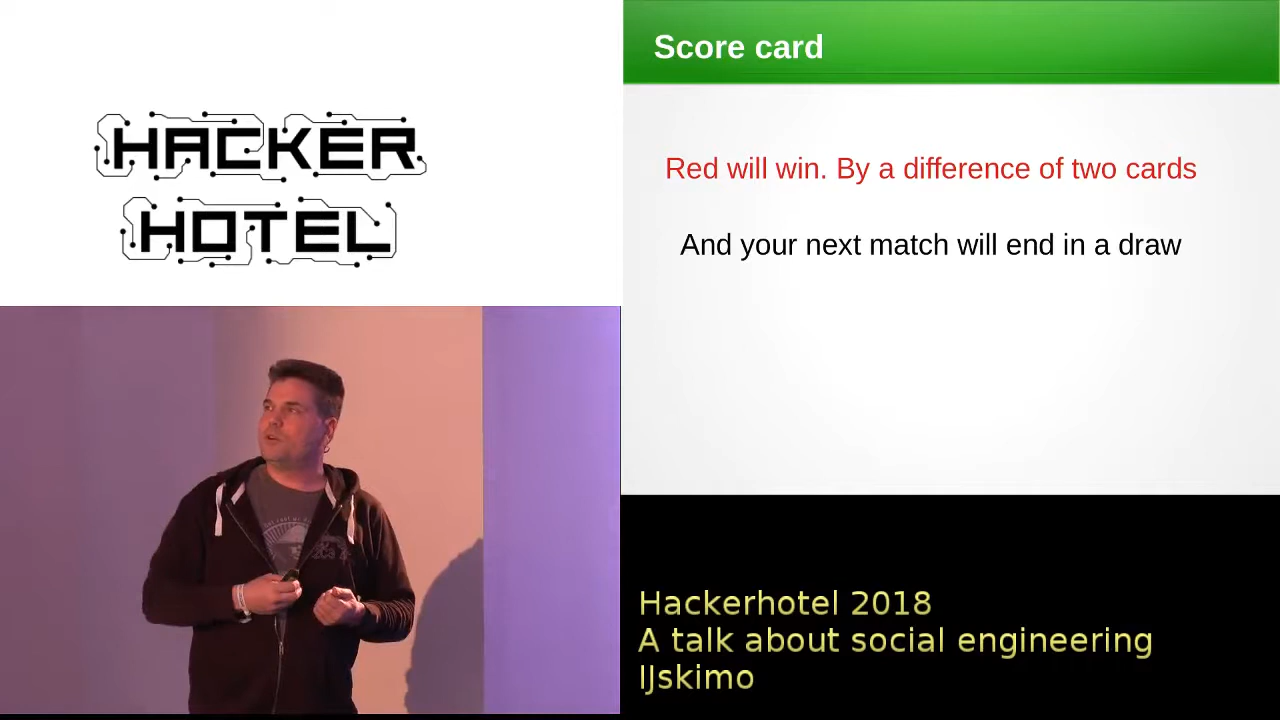 HACKER
HOTEL
Score card
Red will win. By a difference of two cards
And your next match will end in a draw
Hackerhotel 2018
A talk about social engineering
IJskimo